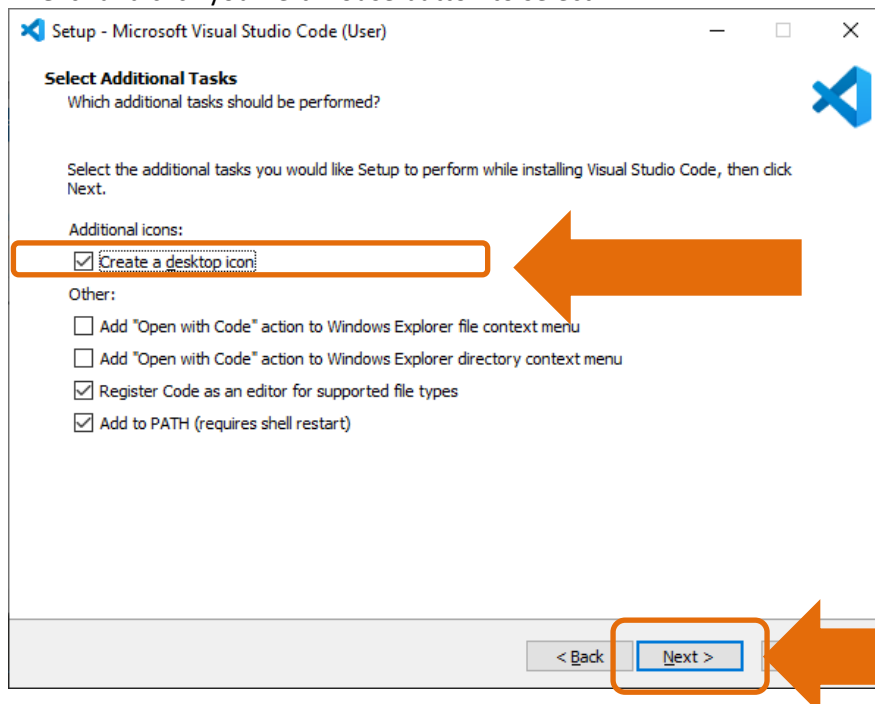 Setup - Microsoft Visual Studio Code (User)
Select Additional Tasks
Which additional tasks should be performed?
Select the additional tasks you would like Setup to perform while installing Visual Studio Code, then click
Next.
Additional icons:
Create a desktop icon
Other:
Add "Open with Code" action to Windows Explorer file context menu
Add "Open with Code" action to Windows Explorer directory context menu
Register Code as an editor for supported file types
Add to PATH (requires shell restart)
< Back Next >